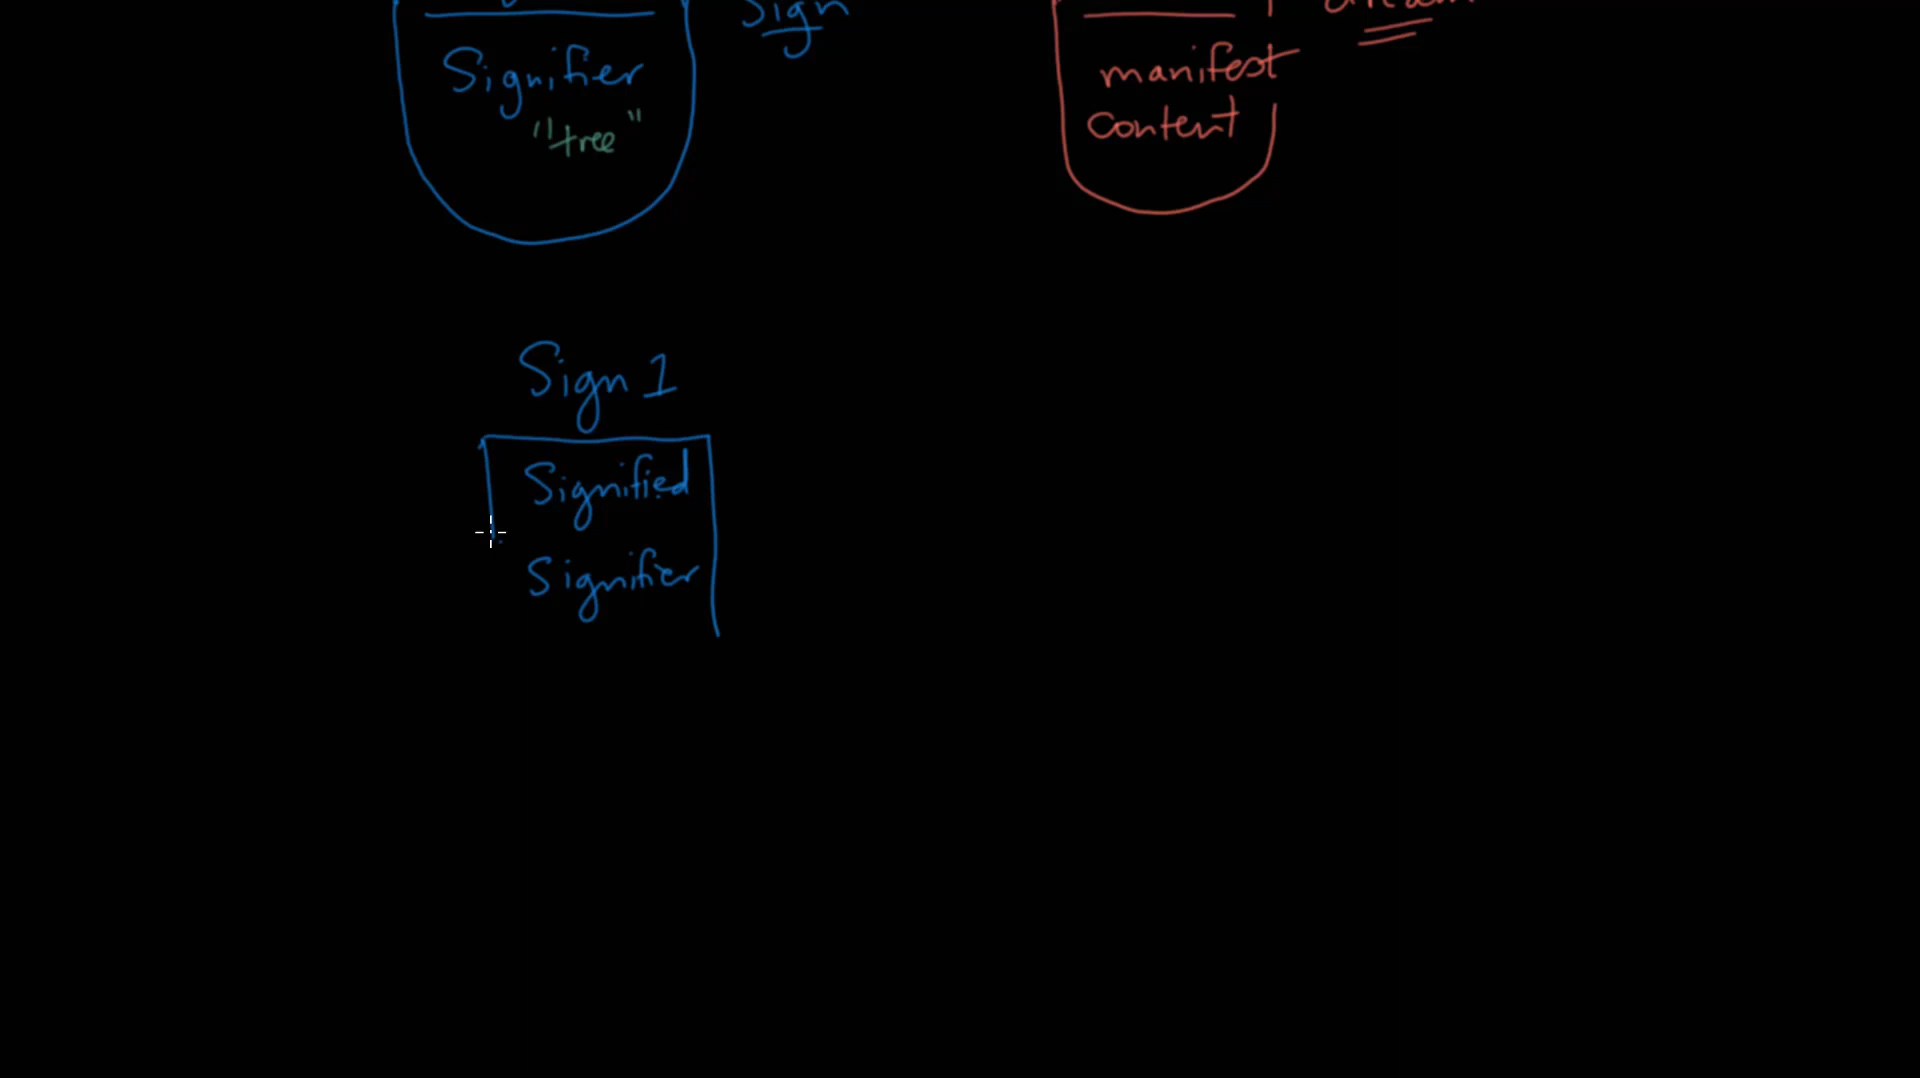 Sign
Signifier
"tree"
manifest
content
Sign 1
Signified
Signifier